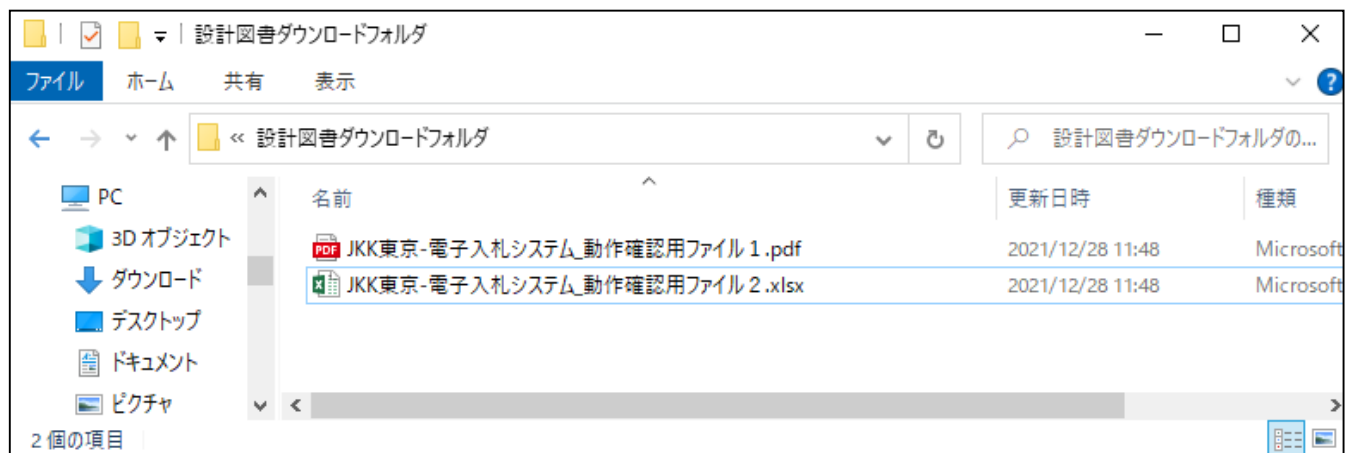 設計図書ダウンロードフォルダ
ファイル ホーム 共有 表示
設計図書ダウンロードフォルダ 設計図書ダウンロードフォルダの...
PC 名前 更新日時 種類
3D オブジェクト
PDF JKK東京-電子入札システム_動作確認用ファイル１.pdf 2021/12/28 11:48 Microsoft
ダウンロード JKK東京-電子入札システム_動作確認用ファイル２.xlsx 2021/12/28 11:48 Microsoft
デスクトップ
ドキュメント
ピクチャ
2 個の項目